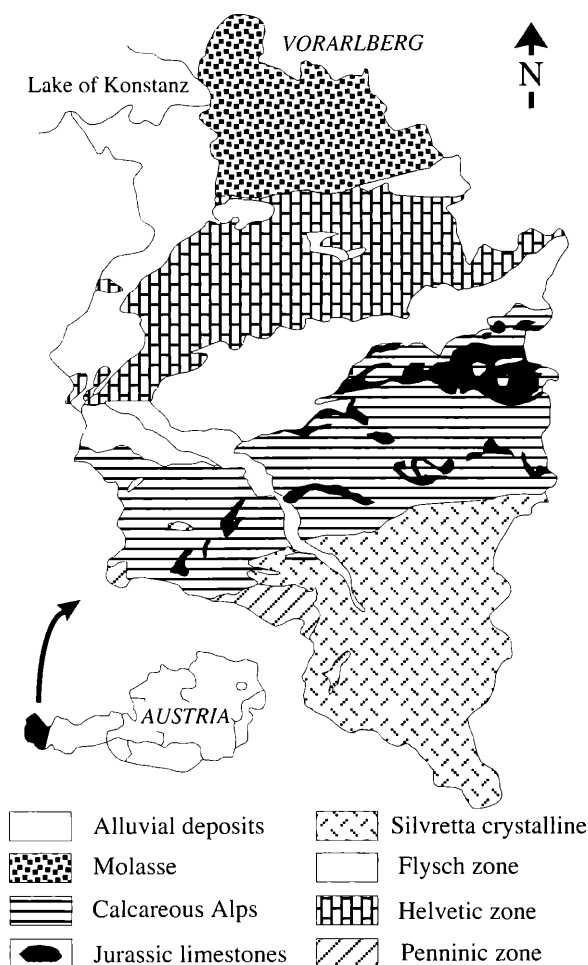 VORARLBERG
Lake of Konstanz
N
AUSTRIA
Alluvial deposits
Molasse
Calcareous Alps
Jurassic limestones
Silvretta crystalline
Flysch zone
Helvetic zone
Penninic zone